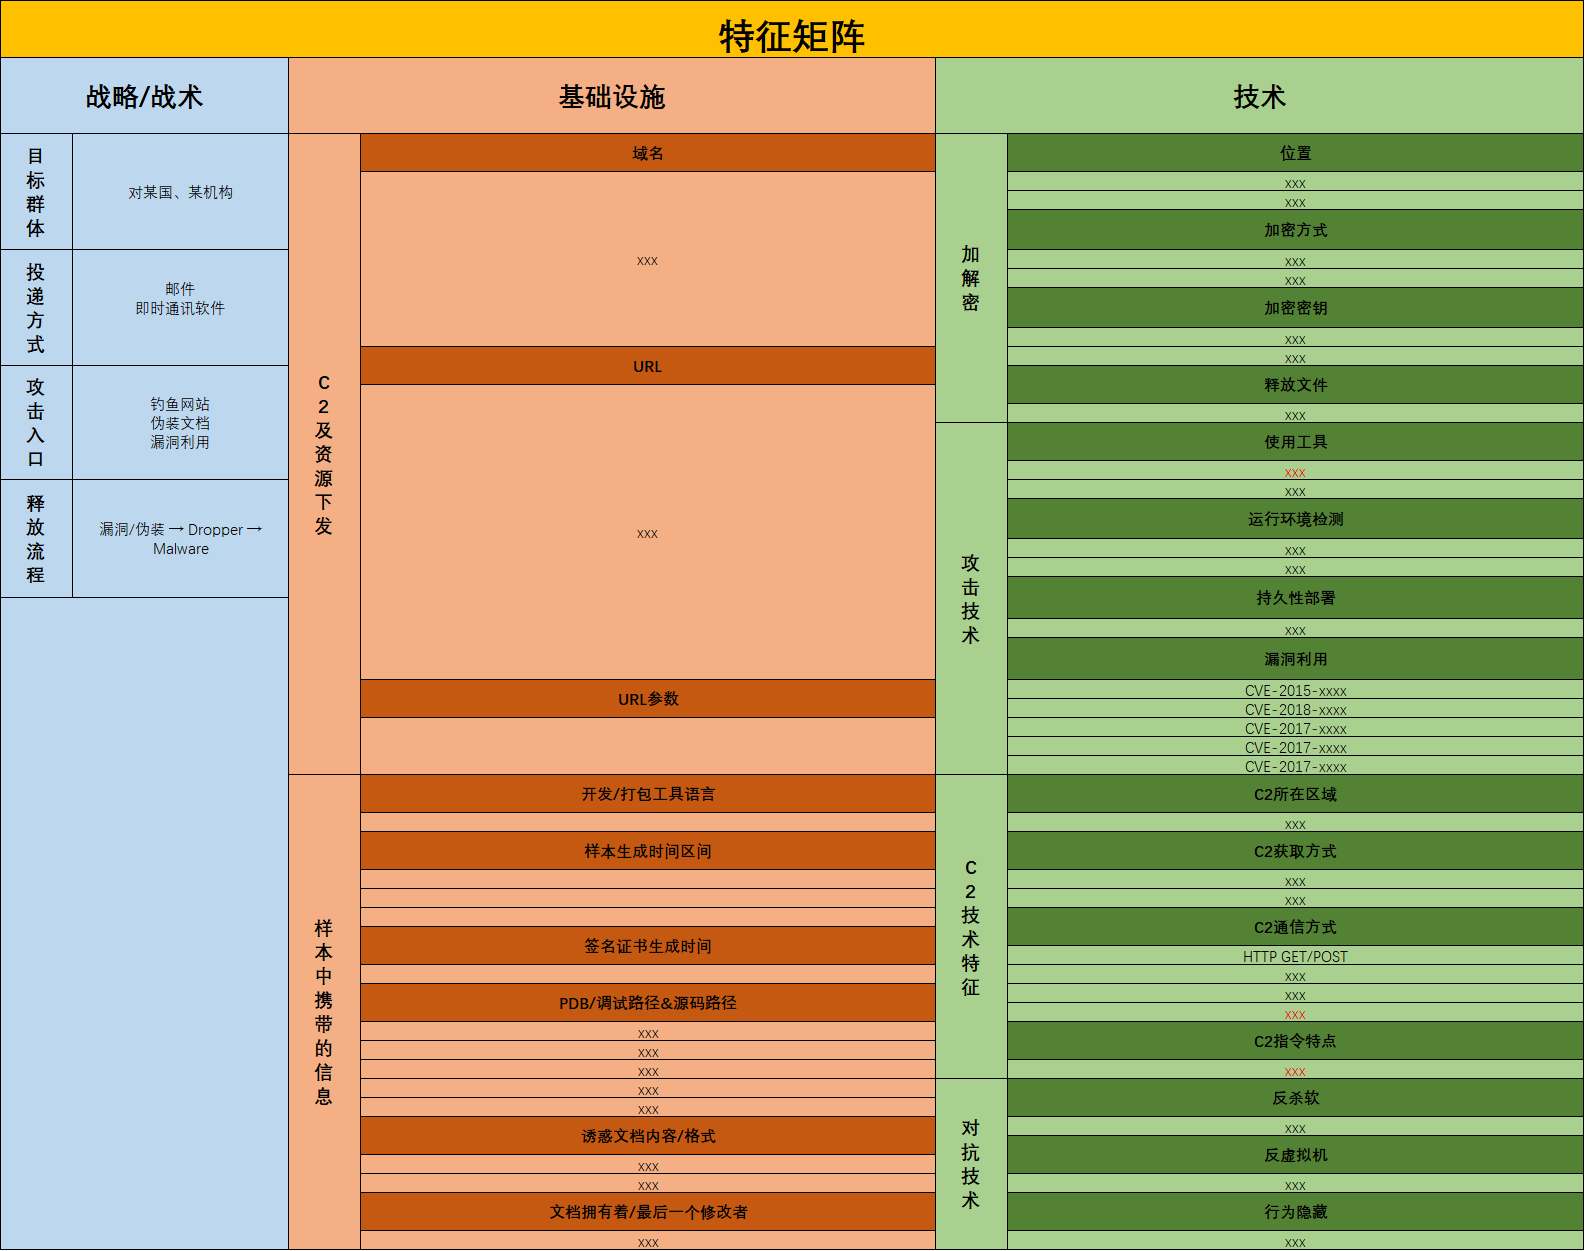 特征矩阵
战略/战术
目标群体
对某国、某机构
投递方式
邮件
即时通讯软件
攻击入口
钓鱼网站
伪装文档
漏洞利用
释放流程
漏洞/伪装 → Dropper →
Malware
基础设施
C2及资源下发
域名
xxx
URL
xxx
URL参数
样本中携带的信息
开发/打包工具语言
样本生成时间区间
签名证书生成时间
PDB/调试路径&源码路径
xxx
xxx
xxx
xxx
xxx
诱惑文档内容/格式
xxx
xxx
文档拥有着/最后一个修改者
xxx
技术
加解密
位置
xxx
xxx
加密方式
xxx
xxx
加密密钥
xxx
xxx
释放文件
xxx
攻击技术
使用工具
xxx
xxx
运行环境检测
xxx
xxx
持久性部署
xxx
漏洞利用
CVE-2015-xxxx
CVE-2018-xxxx
CVE-2017-xxxx
CVE-2017-xxxx
CVE-2017-xxxx
C2技术特征
C2所在区域
xxx
C2获取方式
xxx
xxx
C2通信方式
HTTP GET/POST
xxx
xxx
xxx
C2指令特点
xxx
对抗技术
反杀软
xxx
反虚拟机
xxx
行为隐藏
xxx